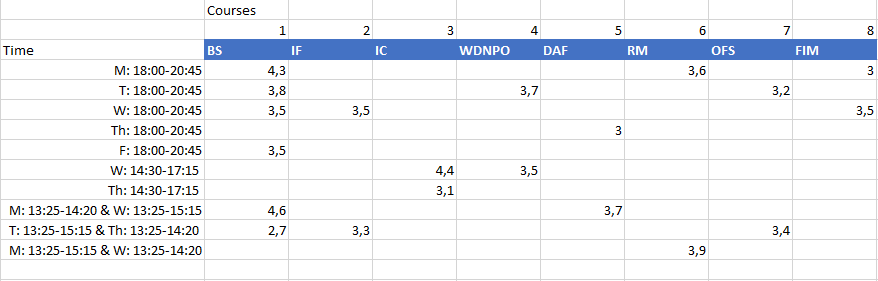 Courses
1 2 3 4 5 6 7 8
Time BS IF IC WDNPO DAF RM OFS FIM
M: 18:00-20:45 4,3 3,6 3
T: 18:00-20:45 3,8 3,7 3,2
W: 18:00-20:45 3,5 3,5 3,5
Th: 18:00-20:45 3
F: 18:00-20:45 3,5
W: 14:30-17:15 4,4 3,5
Th: 14:30-17:15 3,1
M: 13:25-14:20 & W: 13:25-15:15 4,6 3,7
T: 13:25-15:15 & Th: 13:25-14:20 2,7 3,3 3,4
M: 13:25-15:15 & W: 13:25-14:20 3,9